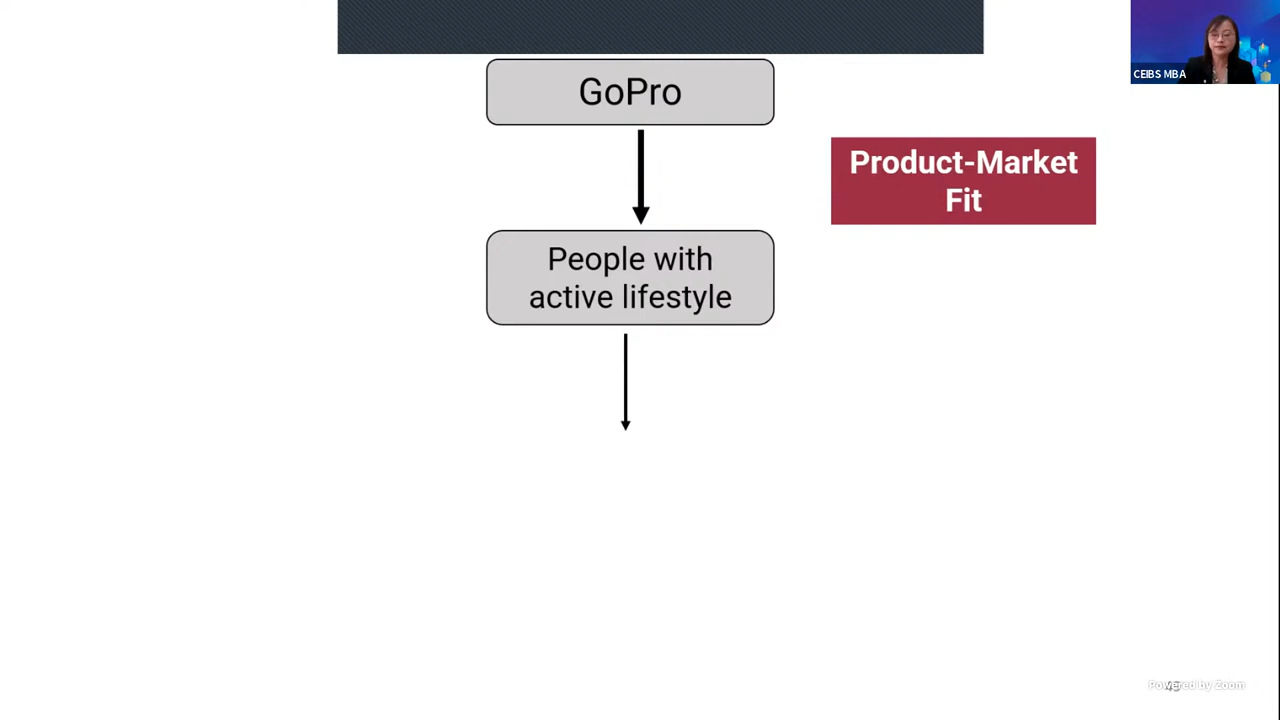 GoPro
CEIBS MBA
Product-Market
Fit
People with
active lifestyle
Powered by Zoom